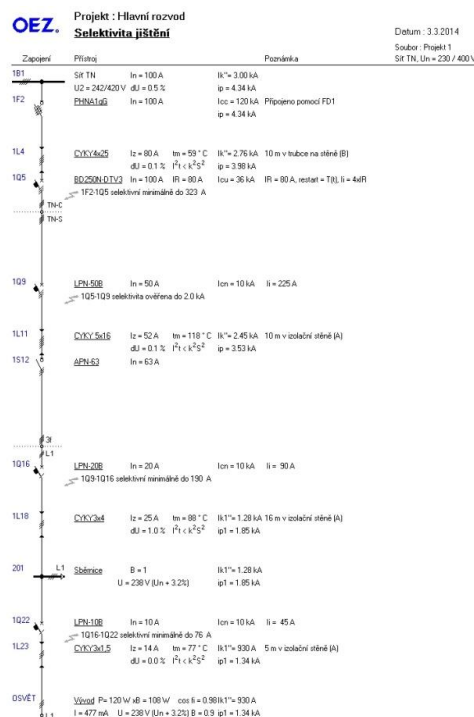 OEZ.
Projekt : Hlavní rozvod
Selektivita jištění
Datum : 3.3.2014
Soubor : Projekt 1
Síť TN, Un = 230 / 400 V
Zapojení Přístroj Poznámka
1B1 Síť TN In = 100 A Ik''= 3.00 kA
U2 = 242/420 V dU = 0.5 % ip = 4.34 kA
1F2 PHNA1gG In = 100 A Icc = 120 kA Připojeno pomocí FD1
ip = 4.34 kA
1L4 CYKY4x25 Iz = 80 A tm = 59 ° C Ik''= 2.76 kA 10 m v trubce na stěně (B)
dU = 0.1 % I²t < k²S² ip = 3.98 kA
1Q5 BD250N-DTV3 In = 100 A IR = 80 A Icu = 36 kA IR = 80 A, restart = T(t), Ii = 4xIR
1F2-1Q5 selektivní minimálně do 323 A
TN-C
TN-S
1Q9 LPN-50B In = 50 A Icn = 10 kA Ii = 225 A
1Q5-1Q9 selektivita ověřena do 2.0 kA
1L11 CYKY 5x16 Iz = 52 A tm = 118 ° C Ik''= 2.45 kA 10 m v izolační stěně (A)
dU = 0.1 % I²t < k²S² ip = 3.53 kA
1S12 APN-63 In = 63 A
3f
L1
1Q16 LPN-20B In = 20 A Icn = 10 kA Ii = 90 A
1Q9-1Q16 selektivní minimálně do 190 A
1L18 CYKY3x4 Iz = 25 A tm = 88 ° C Ik1''= 1.28 kA 16 m v izolační stěně (A)
dU = 1.0 % I²t < k²S² ip1 = 1.85 kA
201 L1 Sběrnice B = 1 Ik1''= 1.28 kA
U = 238 V (Un + 3.2%) ip1 = 1.85 kA
1Q22 LPN-10B In = 10 A Icn = 10 kA Ii = 45 A
1Q16-1Q22 selektivní minimálně do 76 A
1L23 CYKY3x1,5 Iz = 14 A tm = 77 ° C Ik1''= 930 A 5 m v izolační stěně (A)
dU = 0.0 % I²t < k²S² ip1 = 1.34 kA
OSVĚT Vývod P= 120 W xB = 108 W cos fi = 0.98 Ik1''= 930 A
L1 I = 477 mA U = 238 V (Un + 3.2%) B = 0.9 ip1 = 1.34 kA